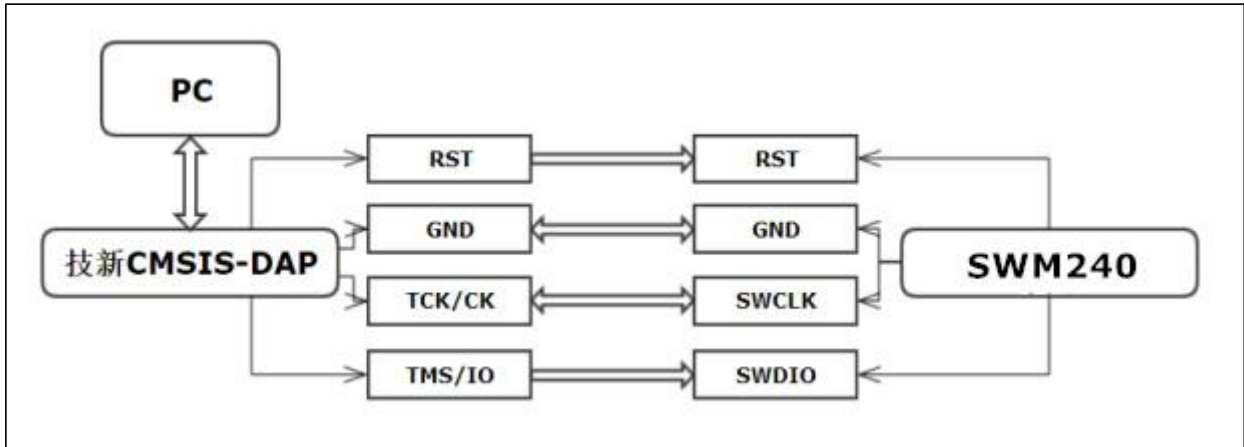 PC
RST
RST
GND
GND
技新CMSIS-DAP
SWM240
TCK/CK
SWCLK
TMS/IO
SWDIO